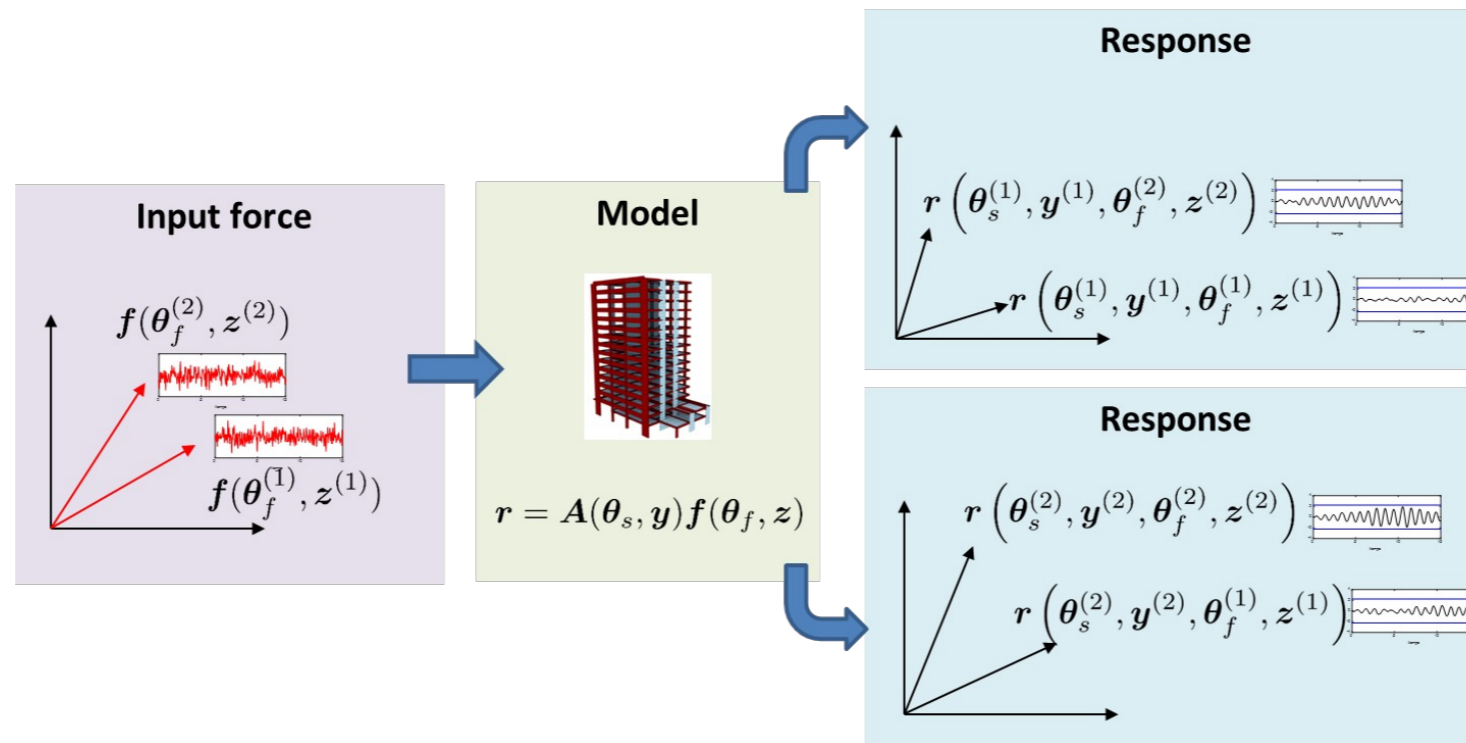 Input force
f(θ_f^(2), z^(2))
f(θ_f^(1), z^(1))
Model
r = A(θ_s, y)f(θ_f, z)
Response
r (θ_s^(1), y^(1), θ_f^(2), z^(2))
r (θ_s^(1), y^(1), θ_f^(1), z^(1))
Response
r (θ_s^(2), y^(2), θ_f^(2), z^(2))
r (θ_s^(2), y^(2), θ_f^(1), z^(1))